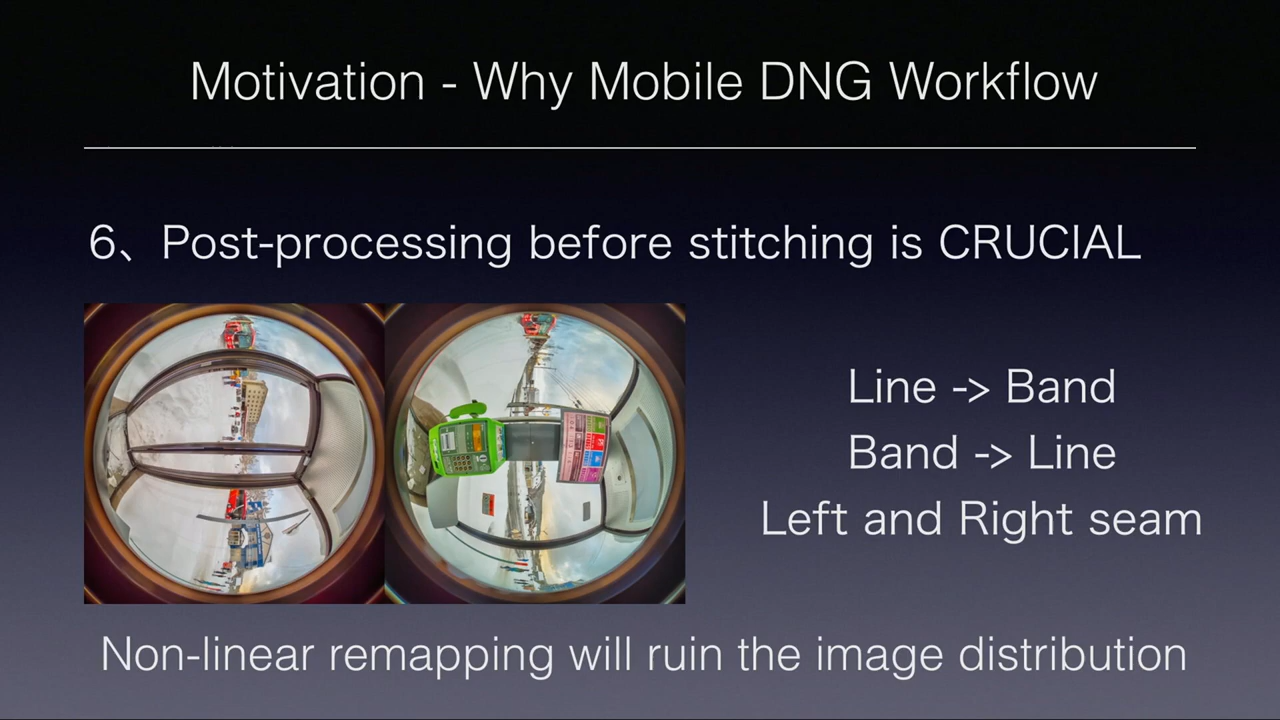 Motivation - Why Mobile DNG Workflow
6、Post-processing before stitching is CRUCIAL
Line -> Band
Band -> Line
Left and Right seam
Non-linear remapping will ruin the image distribution